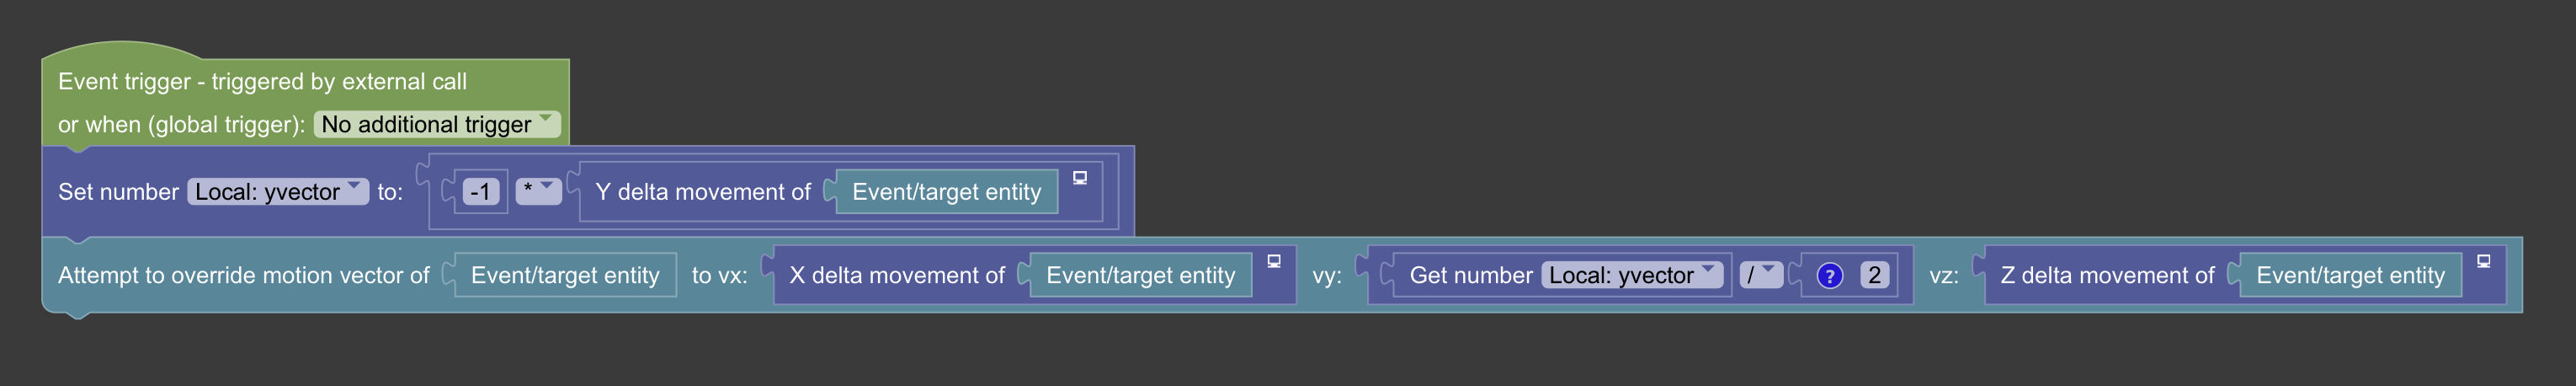 Event trigger - triggered by external call
or when (global trigger): No additional trigger
Set number Local: yvector to: -1 * Y delta movement of Event/target entity
Attempt to override motion vector of Event/target entity to vx: X delta movement of Event/target entity vy: Get number Local: yvector / ? 2 vz: Z delta movement of Event/target entity